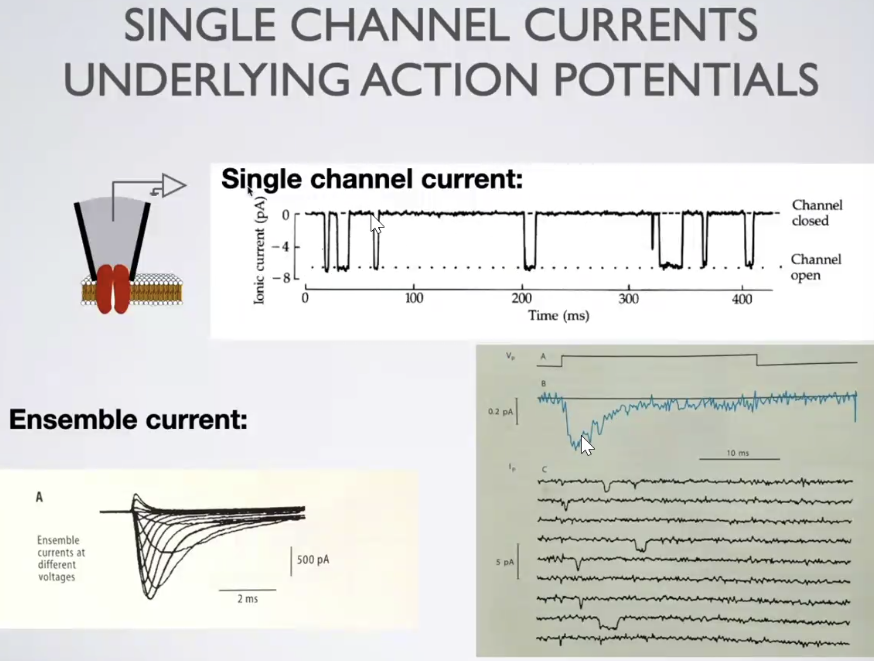 SINGLE CHANNEL CURRENTS
UNDERLYING ACTION POTENTIALS
Single channel current:
Ionic current (pA)
0
−4
−8
Channel
closed
Channel
open
0 100 200 300 400
Time (ms)
A
B
0.2 pA
10 ms
C
5 pA
Ensemble current:
A
Ensemble
currents at
different
voltages
500 pA
2 ms